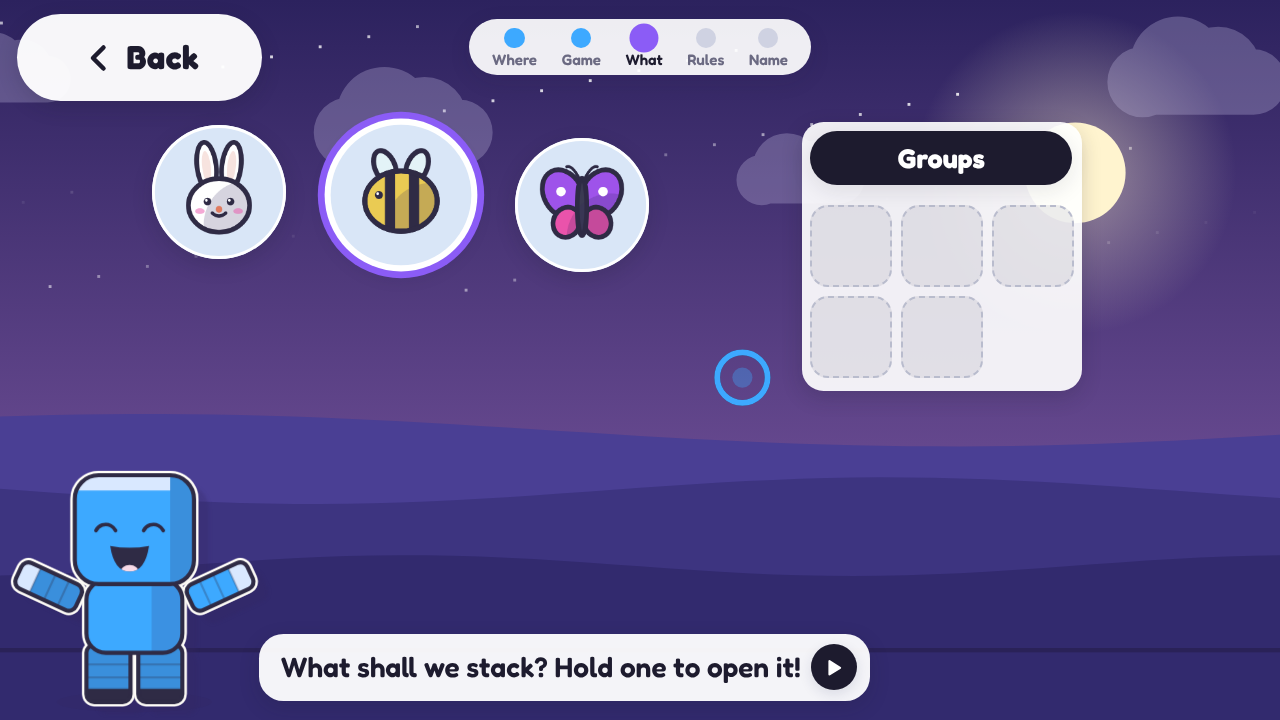 Back
Where
Game
What
Rules
Name
Groups
What shall we stack? Hold one to open it!